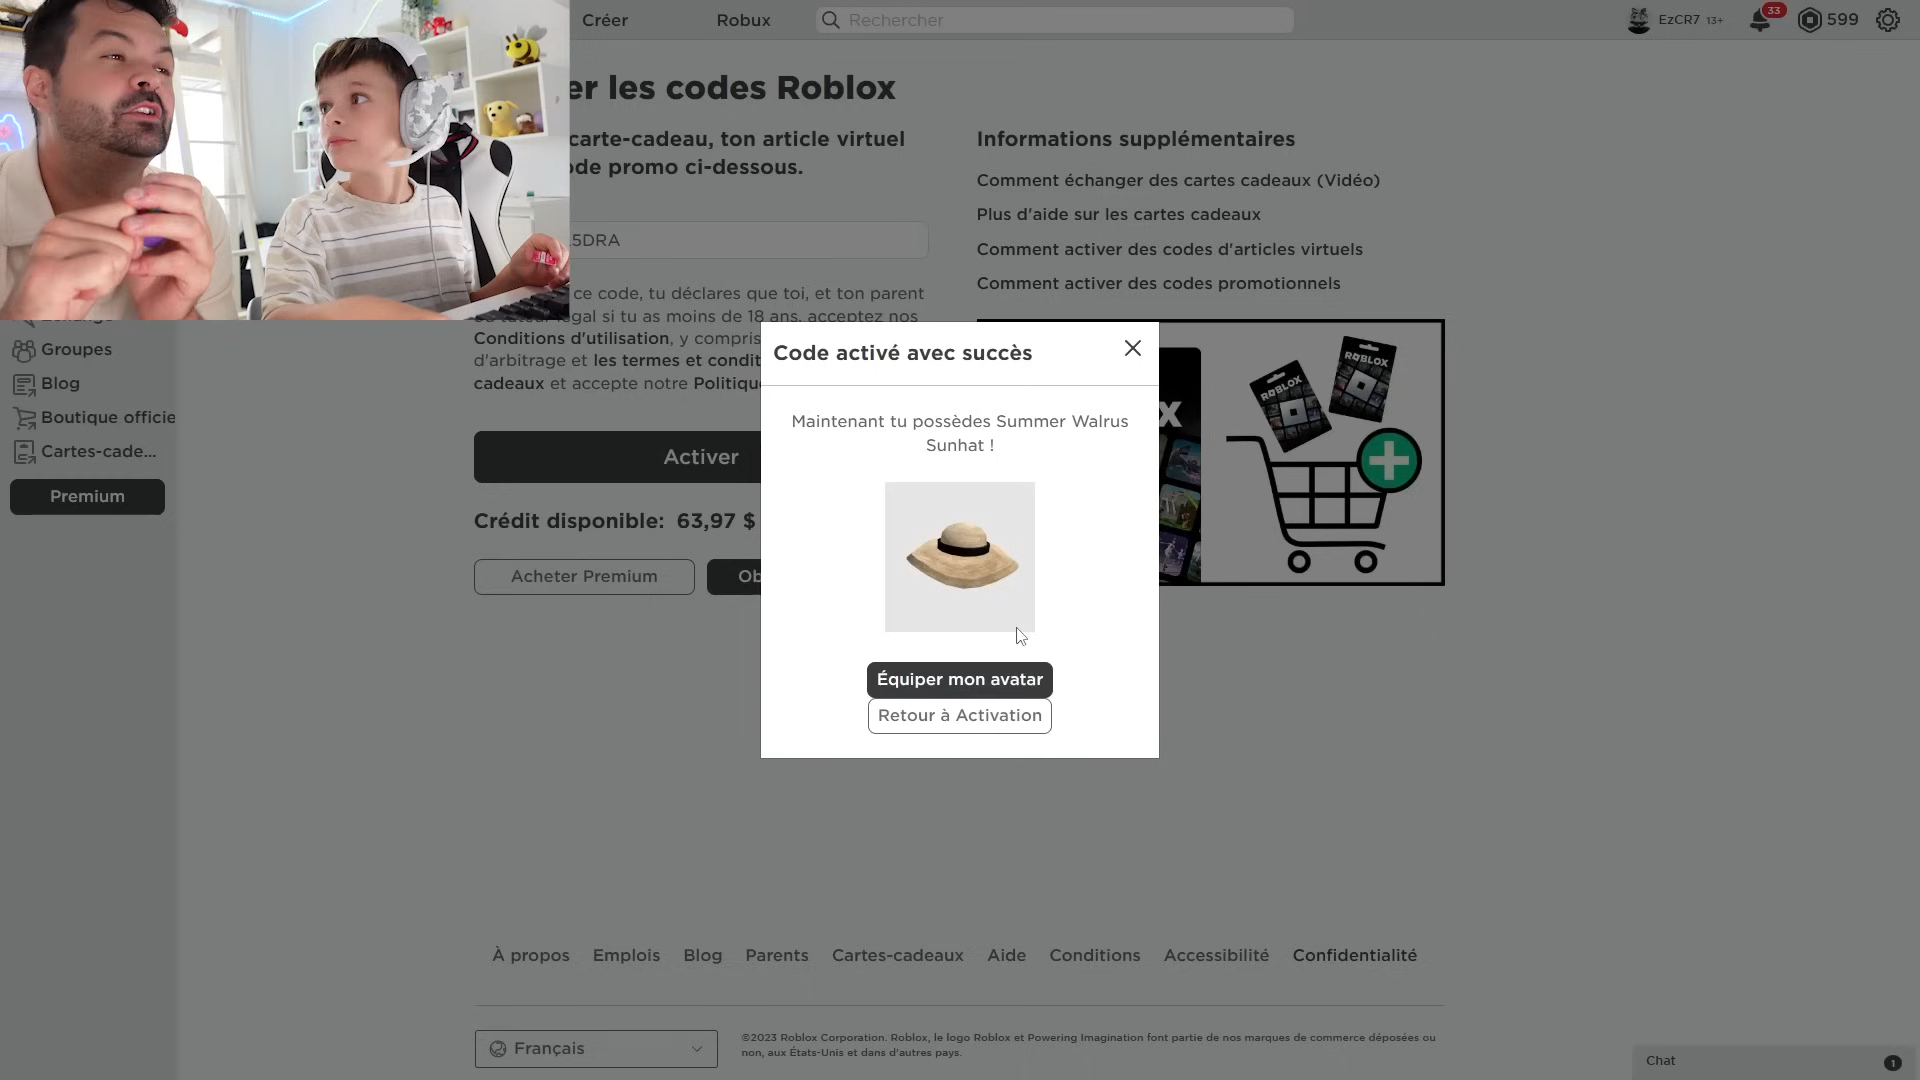 Créer
Robux
Rechercher
EzCR7 13+
33
599
er les codes Roblox
carte-cadeau, ton article virtuel
ode promo ci-dessous.
5DRA
ce code, tu déclares que toi, et ton parent
légal si tu as moins de 18 ans, acceptez nos
Conditions d'utilisation, y compris
d'arbitrage et les termes et condit
cadeaux et accepte notre Politique
Activer
Crédit disponible: 63,97 $
Acheter Premium
Ob
Informations supplémentaires
Comment échanger des cartes cadeaux (Vidéo)
Plus d'aide sur les cartes cadeaux
Comment activer des codes d'articles virtuels
Comment activer des codes promotionnels
X
ROBLOX
ROBLOX
Groupes
Blog
Boutique officie
Cartes-cade...
Premium
Code activé avec succès
Maintenant tu possèdes Summer Walrus
Sunhat !
Équiper mon avatar
Retour à Activation
À propos
Emplois
Blog
Parents
Cartes-cadeaux
Aide
Conditions
Accessibilité
Confidentialité
Français
©2023 Roblox Corporation. Roblox, le logo Roblox et Powering Imagination font partie de nos marques de commerce déposées ou
non, aux États-Unis et dans d'autres pays.
Chat
1